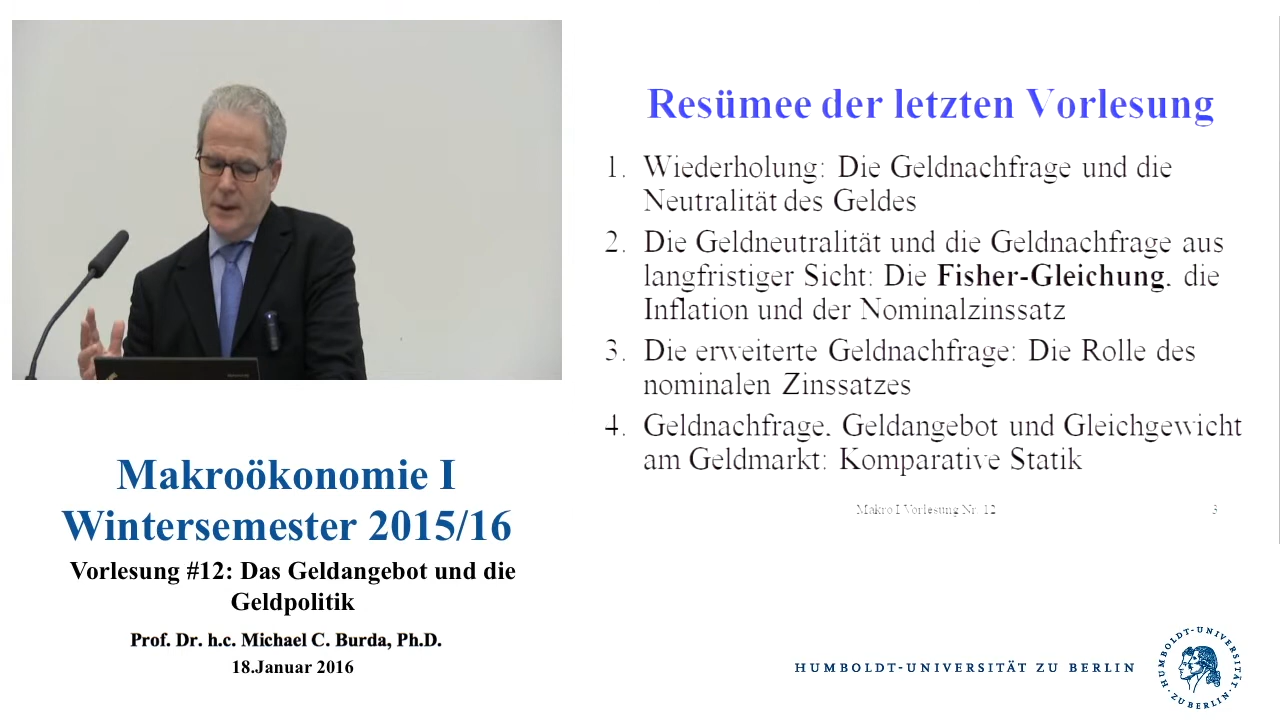 Resümee der letzten Vorlesung
1. Wiederholung: Die Geldnachfrage und die
Neutralität des Geldes
2. Die Geldneutralität und die Geldnachfrage aus
langfristiger Sicht: Die Fisher-Gleichung, die
Inflation und der Nominalzinssatz
3. Die erweiterte Geldnachfrage: Die Rolle des
nominalen Zinssatzes
4. Geldnachfrage, Geldangebot und Gleichgewicht
am Geldmarkt: Komparative Statik
Makro I Vorlesung Nr. 12
3
Makroökonomie I
Wintersemester 2015/16
Vorlesung #12: Das Geldangebot und die
Geldpolitik
Prof. Dr. h.c. Michael C. Burda, Ph.D.
18.Januar 2016
HUMBOLDT-UNIVERSITÄT ZU BERLIN
HUMBOLDT-UNIVERSITÄT
ZU BERLIN